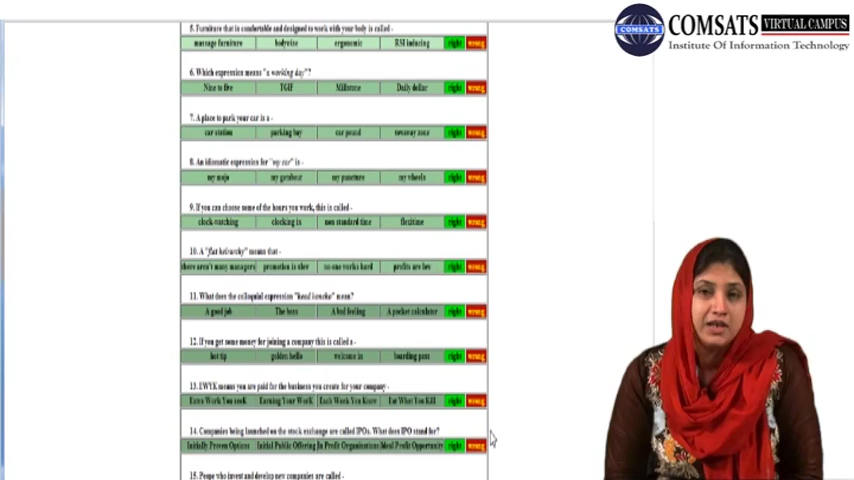 COMSATS VIRTUAL CAMPUS
COMSATS
Institute Of Information Technology
5. Furniture that is comfortable and designed to work with your body is called -
massage furniture bodywise ergonomic RSI inducing right wrong
6. Which expression means "a working day"?
Nine to five TGIF Millstone Daily dollar right wrong
7. A place to park your car is a -
car station parking bay car pound towaway zone right wrong
8. An idiomatic expression for "my car" is -
my mojo my gearbox my puncture my wheels right wrong
9. If you can choose some of the hours you work, this is called -
clock-watching clocking in non standard time flexitime right wrong
10. A "flat heirarchy" means that -
there aren't many managers promotion is slow no-one works hard profits are low right wrong
11. What does the colloquial expression "head honcho" mean?
A good job The boss A bad feeling A pocket calculator right wrong
12. If you get some money for joining a company this is called a -
hot tip golden hello welcome in boarding pass right wrong
13. EWYK means you are paid for the business you create for your company -
Extra Work You seeK Earning Your WorK Each Week You Know Eat What You Kill right wrong
14. Companies being launched on the stock exchange are called IPOs. What does IPO stand for?
Initially Proven Options Initial Public Offering In Profit Organisations Ideal Profit Opportunity right wrong
15. Peope who invest and develop new companies are called -